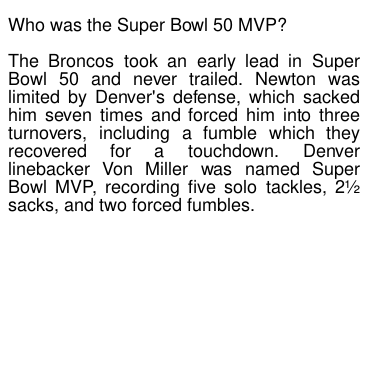 Who was the Super Bowl 50 MVP?
The Broncos took an early lead in Super
Bowl 50 and never trailed. Newton was
limited by Denver's defense, which sacked
him seven times and forced him into three
turnovers, including a fumble which they
recovered for a touchdown. Denver
linebacker Von Miller was named Super
Bowl MVP, recording five solo tackles, 2½
sacks, and two forced fumbles.